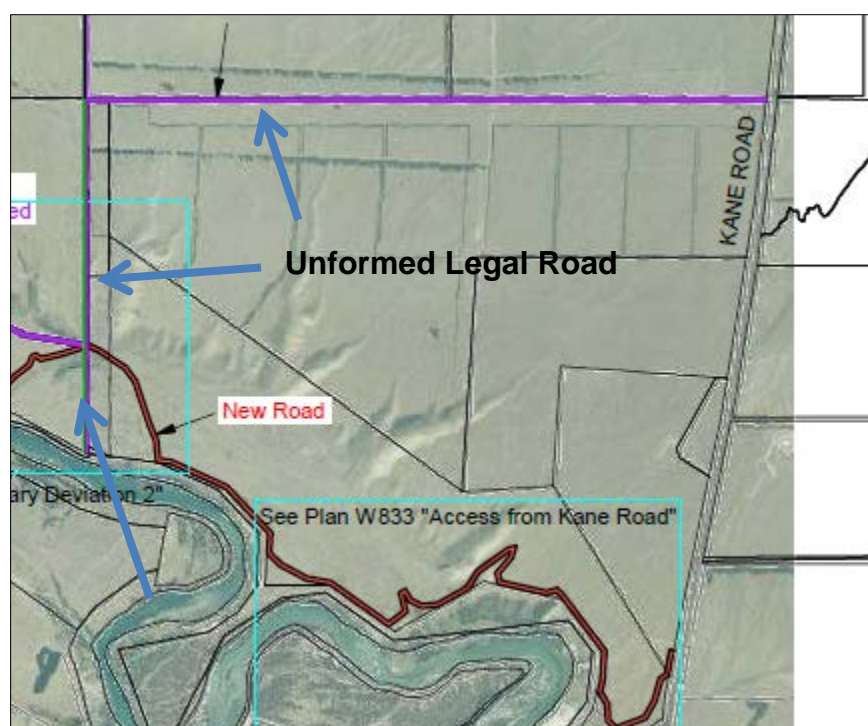 KANE ROAD
ed
Unformed Legal Road
New Road
ary Deviation 2"
See Plan W833 "Access from Kane Road"